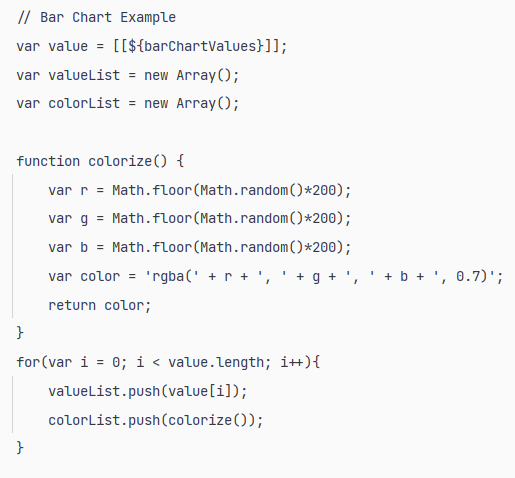 // Bar Chart Example
var value = [[${barChartValues}]];
var valueList = new Array();
var colorList = new Array();

function colorize() {
    var r = Math.floor(Math.random()*200);
    var g = Math.floor(Math.random()*200);
    var b = Math.floor(Math.random()*200);
    var color = 'rgba(' + r + ', ' + g + ', ' + b + ', 0.7)';
    return color;
}
for(var i = 0; i < value.length; i++){
    valueList.push(value[i]);
    colorList.push(colorize());
}